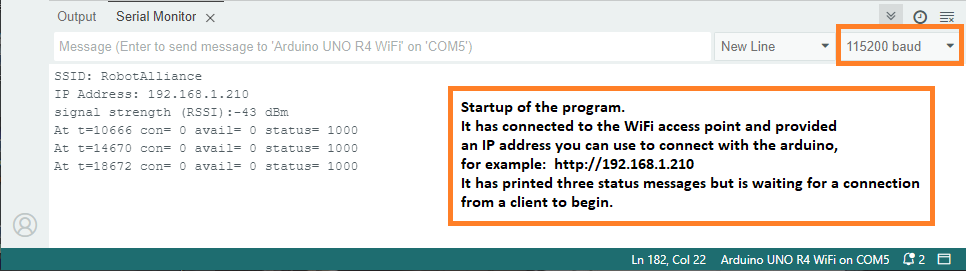 Output Serial Monitor ×
Message (Enter to send message to 'Arduino UNO R4 WiFi' on 'COM5') New Line 115200 baud
SSID: RobotAlliance
IP Address: 192.168.1.210
signal strength (RSSI):-43 dBm
At t=10666 con= 0 avail= 0 status= 1000
At t=14670 con= 0 avail= 0 status= 1000
At t=18672 con= 0 avail= 0 status= 1000
Startup of the program.
It has connected to the WiFi access point and provided
an IP address you can use to connect with the arduino,
for example: http://192.168.1.210
It has printed three status messages but is waiting for a connection
from a client to begin.
Ln 182, Col 22 Arduino UNO R4 WiFi on COM5 2